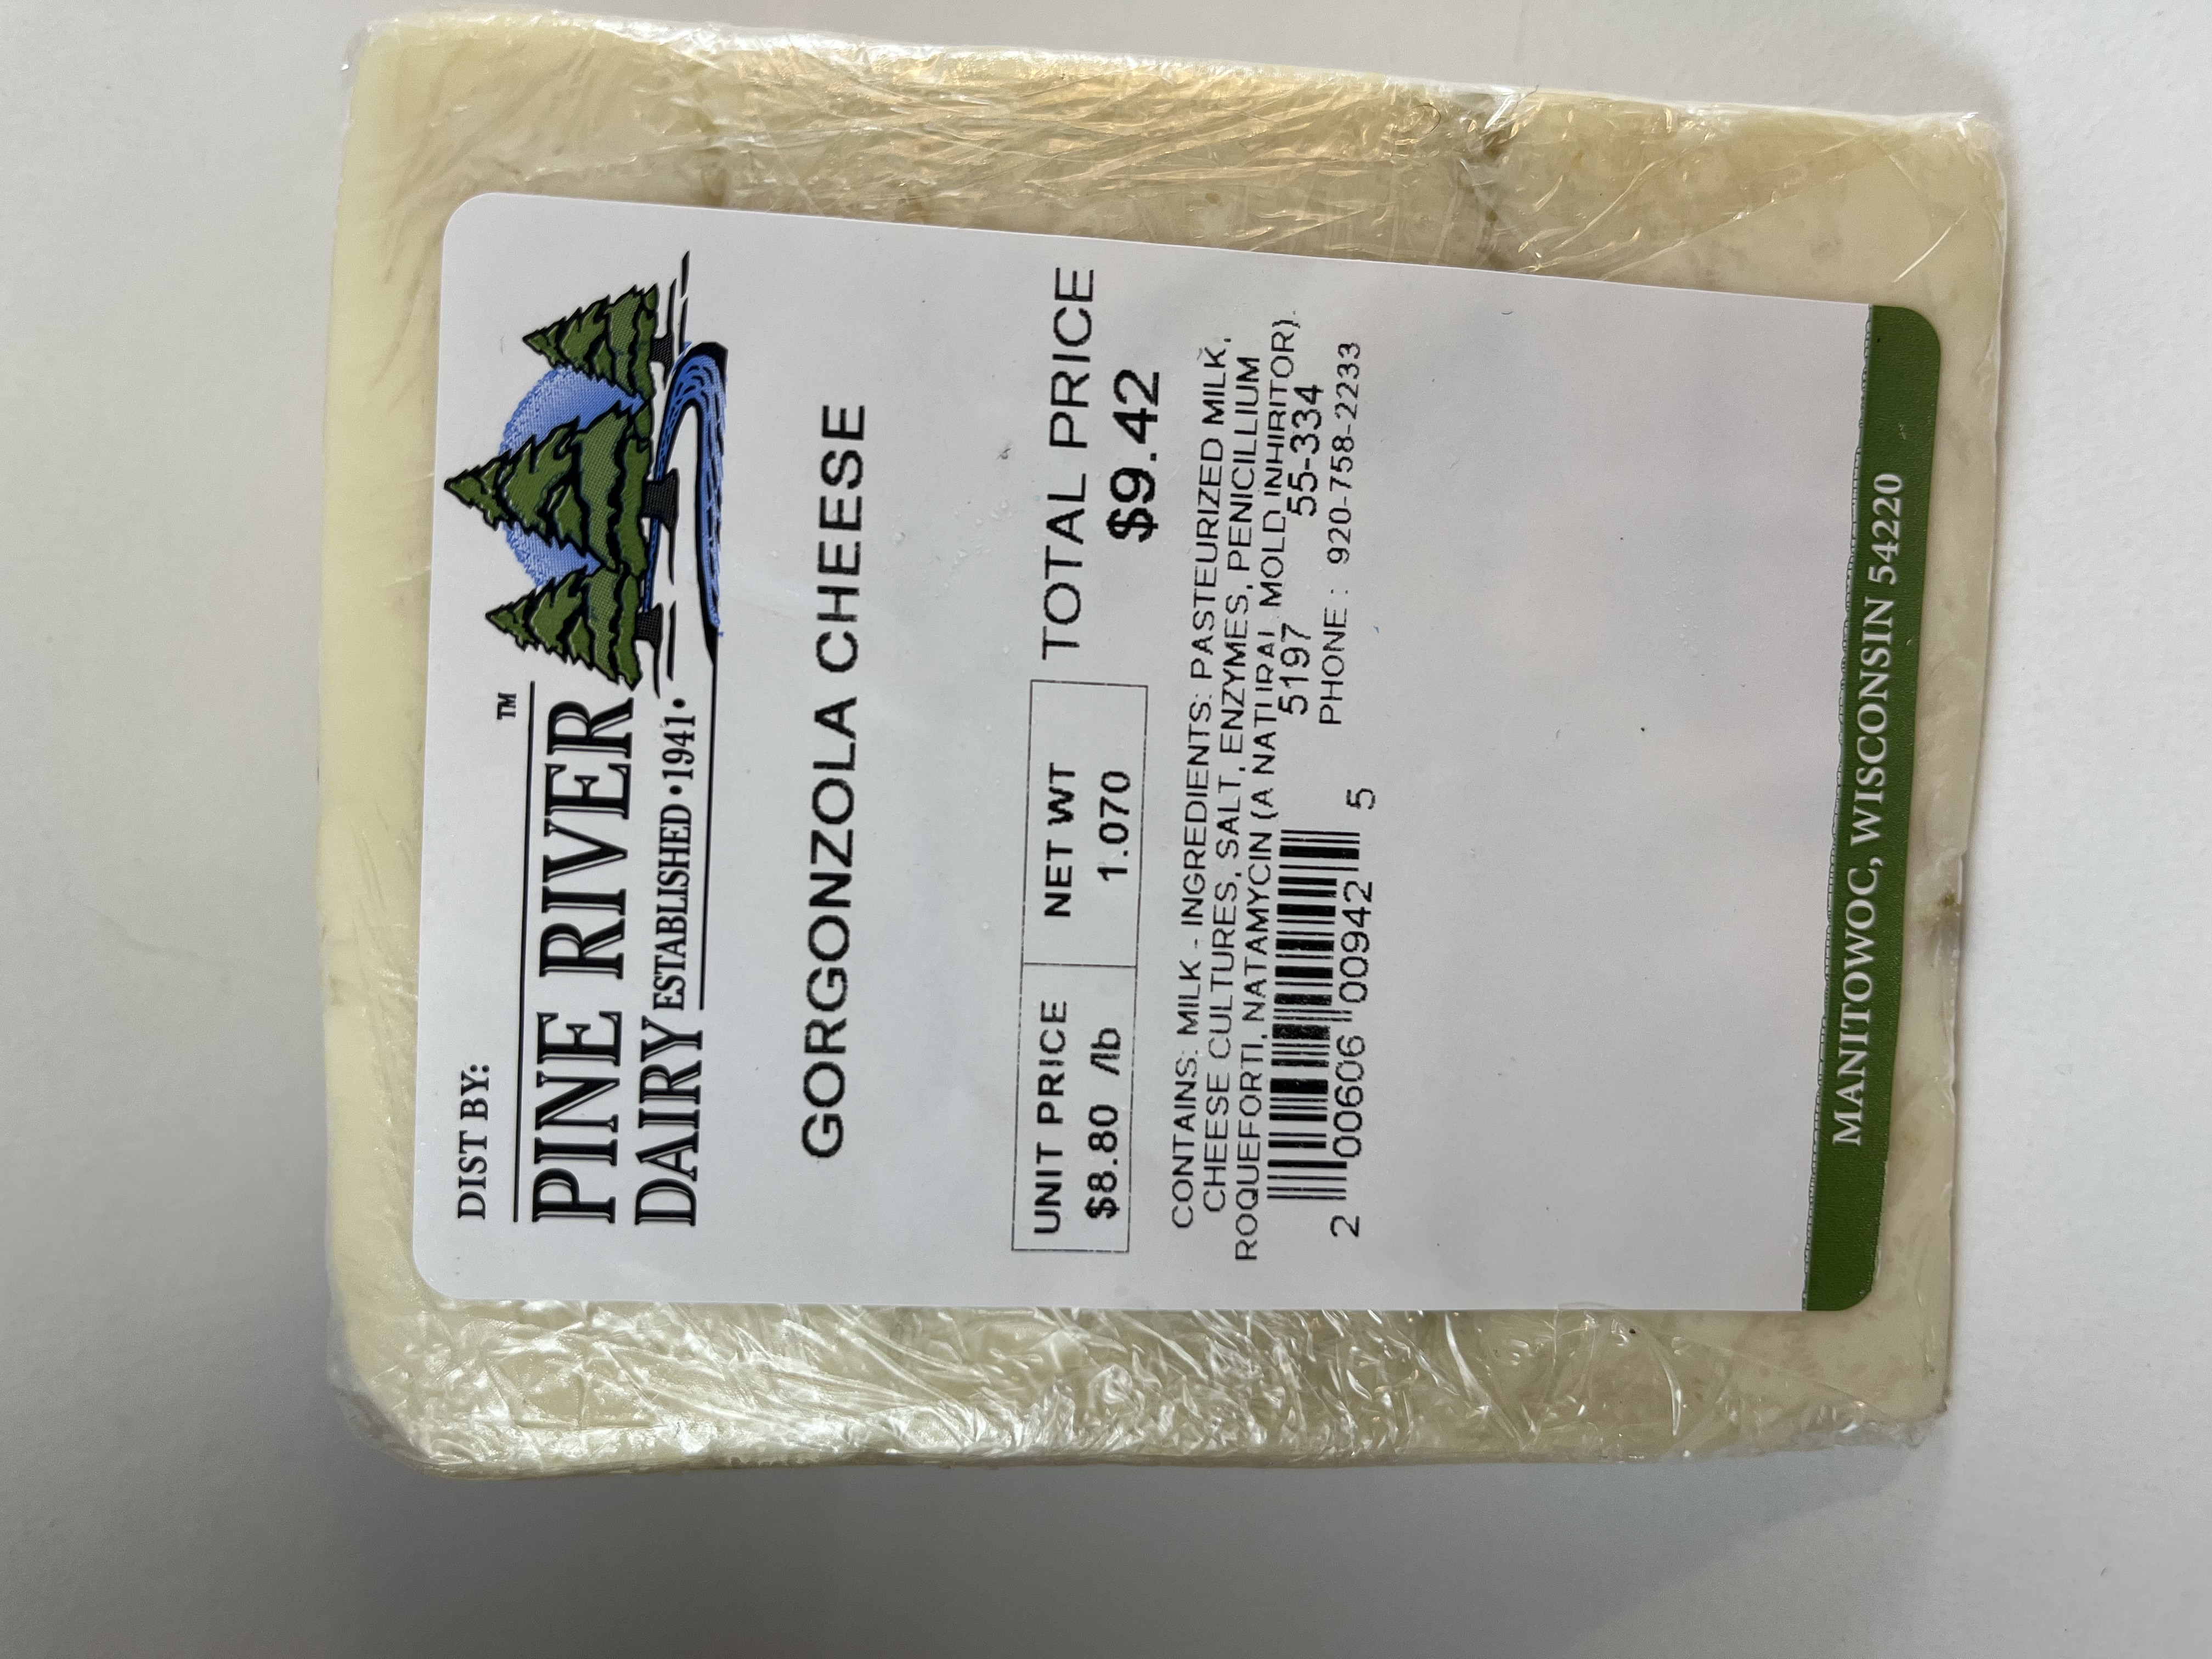 DIST BY:
PINE RIVER™
DAIRY ESTABLISHED • 1941 •
GORGONZOLA CHEESE
UNIT PRICE NET WT TOTAL PRICE
$8.80 /lb 1.070 $9.42
CONTAINS: MILK - INGREDIENTS: PASTEURIZED MILK,
CHEESE CULTURES, SALT, ENZYMES, PENICILLIUM
ROQUEFORTI, NATAMYCIN (A NATURAL MOLD INHIBITOR).
5197 55-334
PHONE : 920-758-2233
2 00606 00942 5
MANITOWOC, WISCONSIN 54220